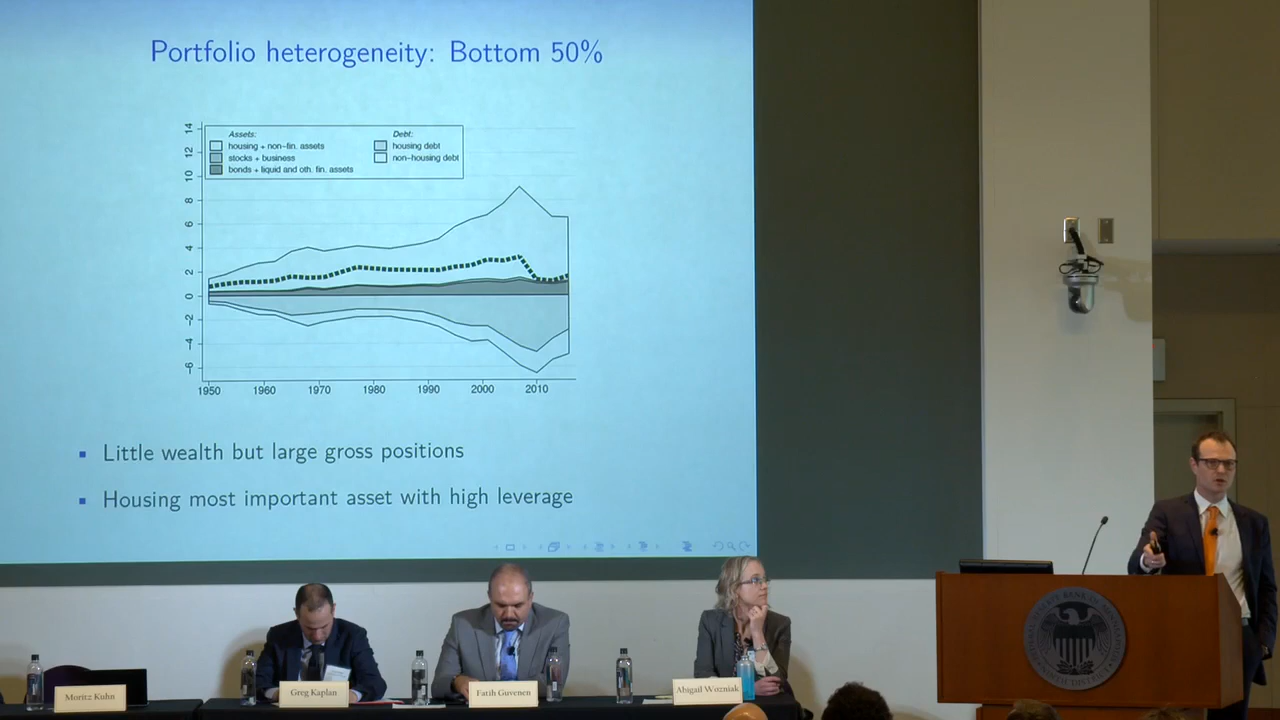 Portfolio heterogeneity: Bottom 50%
14
12
10
8
6
4
2
0
-2
-4
-6
Assets:
housing + non-fin. assets
stocks + business
bonds + liquid and oth. fin. assets
Debt:
housing debt
non-housing debt
1950 1960 1970 1980 1990 2000 2010
Little wealth but large gross positions
Housing most important asset with high leverage
Moritz Kuhn
Greg Kaplan
Fatih Guvenen
Abigail Wozniak